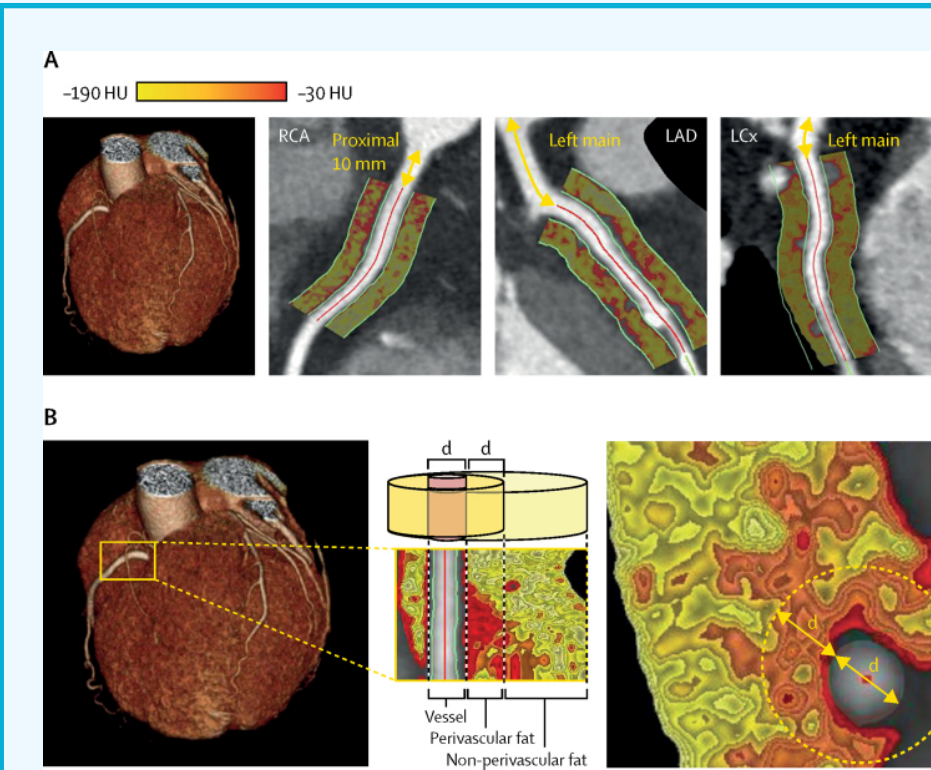 A
−190 HU −30 HU
RCA
Proximal
10 mm
Left main
LAD
LCx
Left main
B
d d
d
d
Vessel
Perivascular fat
Non-perivascular fat